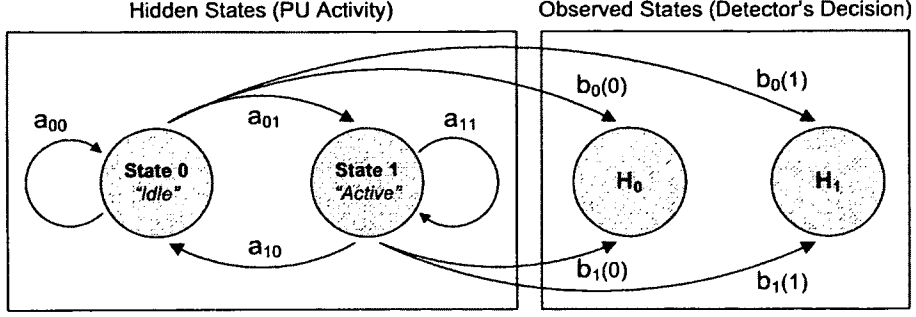 Hidden States (PU Activity)
Observed States (Detector's Decision)
b₀(0)
b₀(1)
a₀₀
a₀₁
a₁₁
State 0
"Idle"
State 1
"Active"
H₀
H₁
a₁₀
b₁(0)
b₁(1)